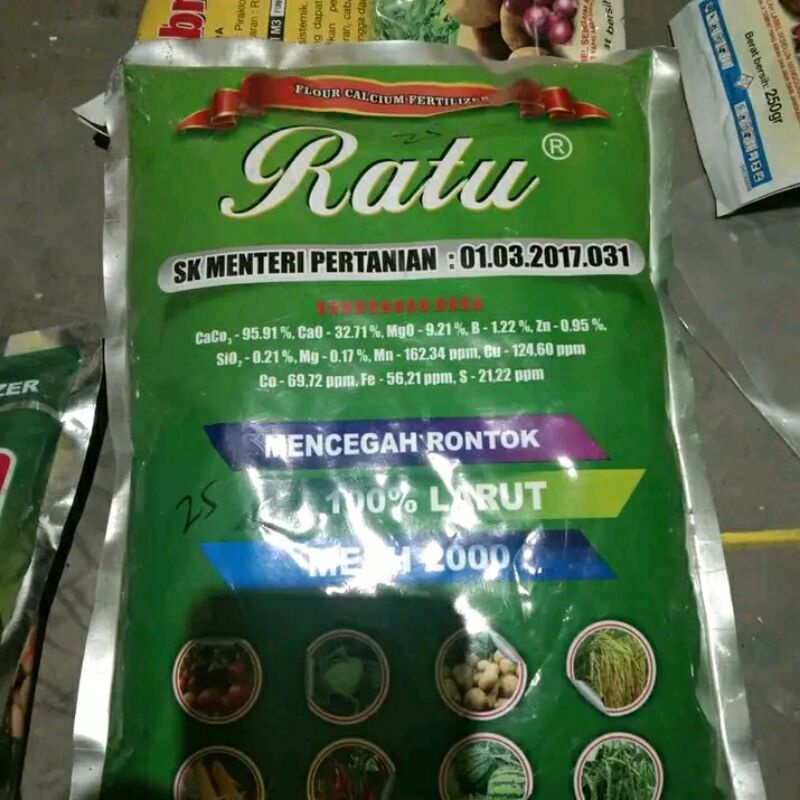 FLOUR CALCIUM FERTILIZER
Ratu®
SK MENTERI PERTANIAN : 01.03.2017.031
CaCo₃ - 95.91 %, CaO - 32.71 %, MgO - 9.21 %, B - 1.22 %, Zn - 0.95 %,
SiO₂ - 0.21 %, Mg - 0.17 %, Mn - 162,34 ppm, Cu - 124,60 ppm
Co - 69,72 ppm, Fe - 56,21 ppm, S - 21,22 ppm
MENCEGAH RONTOK
100% LARUT
MESH 2000
25
Berat bersih: 250gr